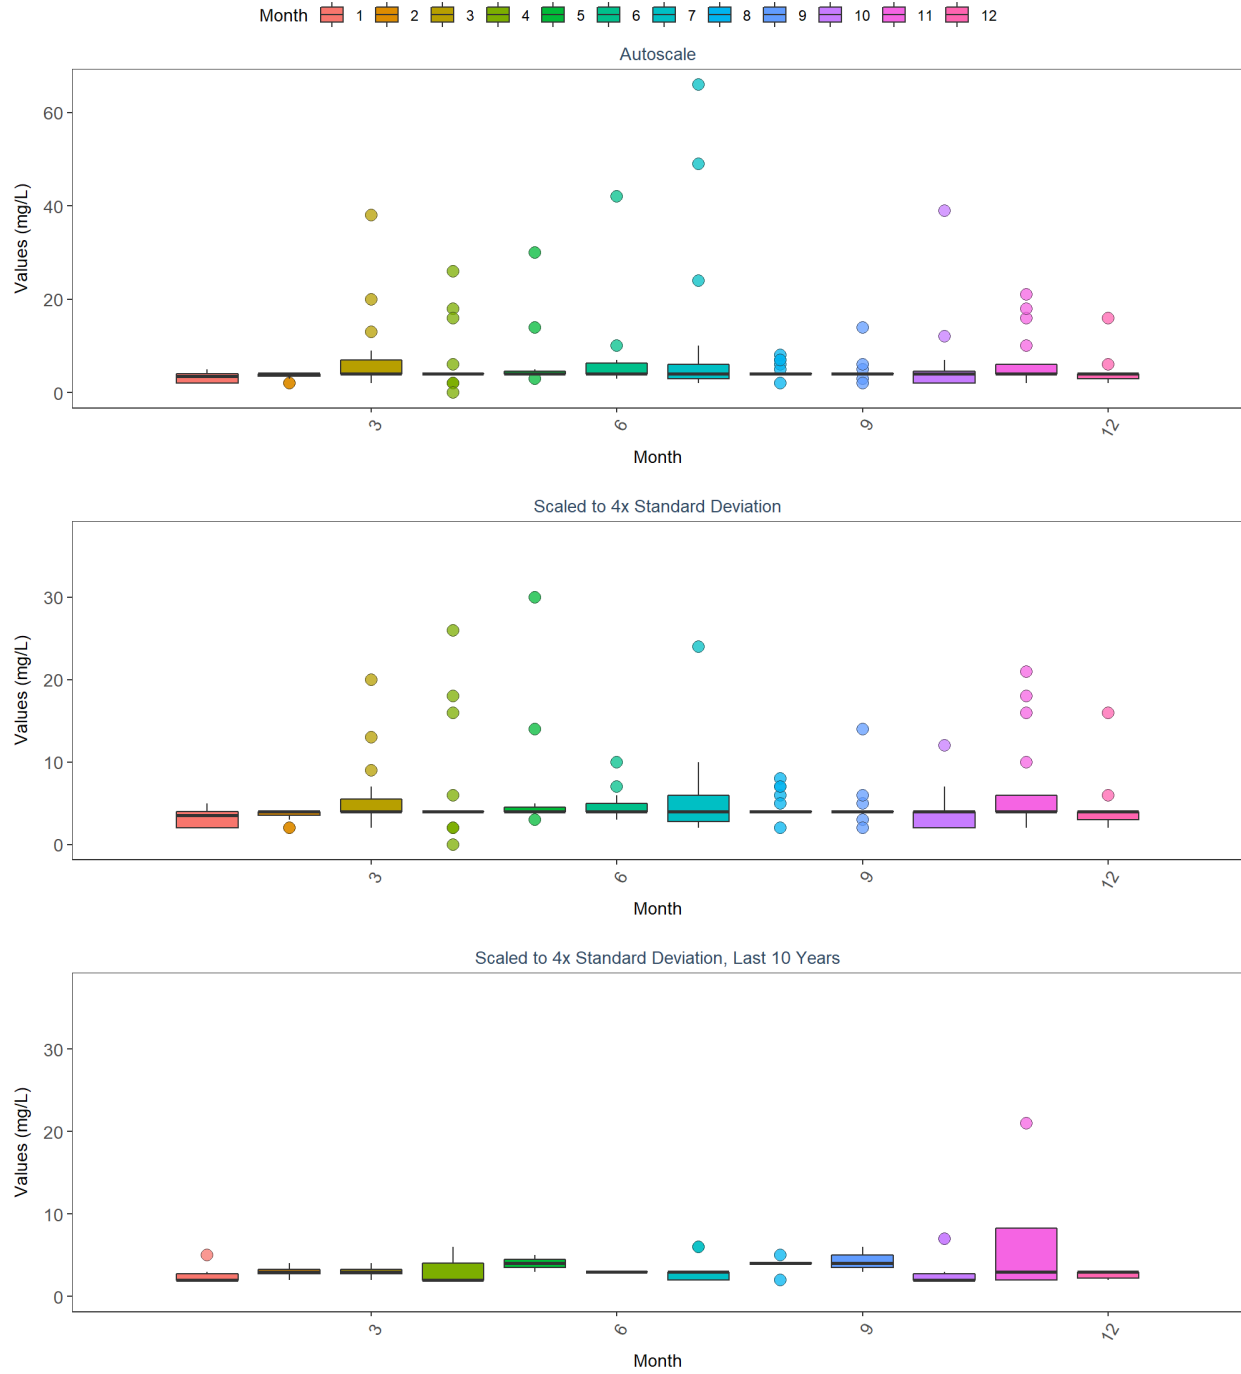 Month 1 2 3 4 5 6 7 8 9 10 11 12
Autoscale
Values (mg/L)
60
40
20
0
3 6 9 12
Month
Scaled to 4x Standard Deviation
Values (mg/L)
30
20
10
0
3 6 9 12
Month
Scaled to 4x Standard Deviation, Last 10 Years
Values (mg/L)
30
20
10
0
3 6 9 12
Month